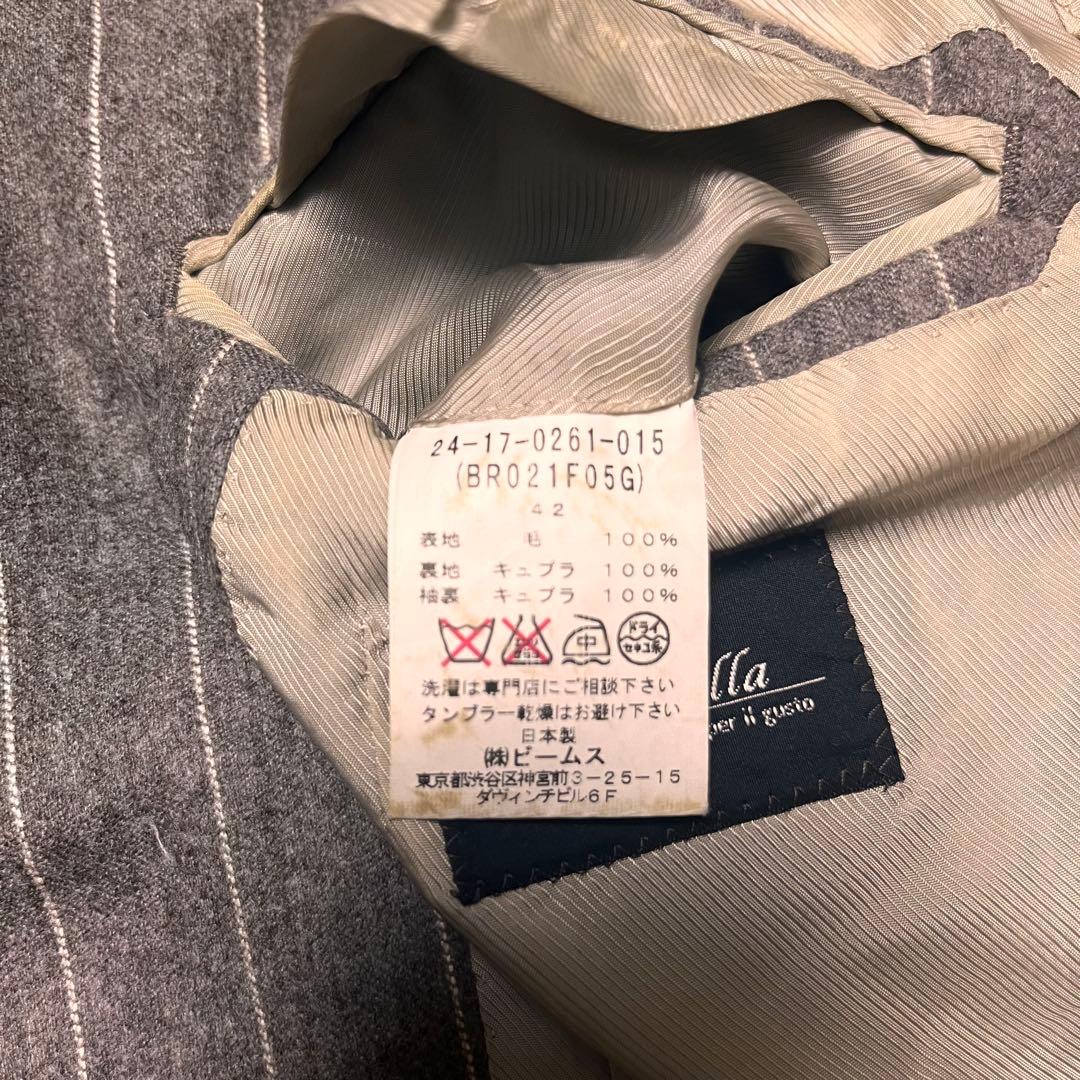 24-17-0261-015
(BR021F05G)
42
表地 毛 100%
裏地 キュプラ 100%
袖裏 キュプラ 100%
中 ドライ セキユ系
洗濯は専門店にご相談下さい
タンブラー乾燥はお避け下さい
日本製
㈱ビームス
東京都渋谷区神宮前3-25-15
ダヴィンチビル6F
lla
per il gusto